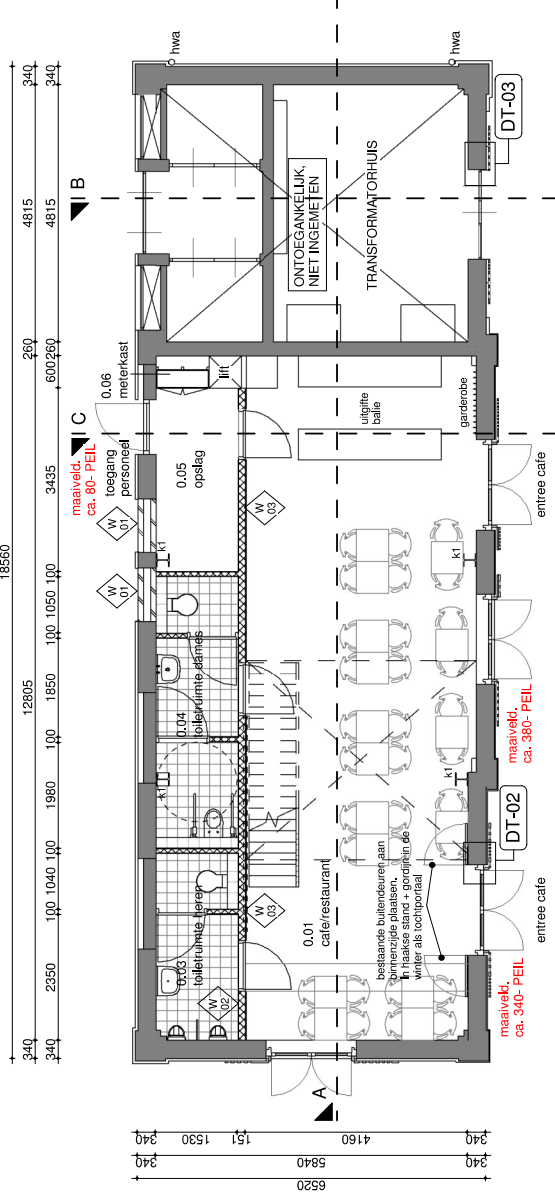 18560
340
12805
260
4815
340
340
2350
100
1040
100
1980
100
1850
100
1050
100
3435
600
260
4815
340
hwa
hwa
B
C
A
maaiveld.
ca. 80- PEIL
toegang
personeel
0.06
meterkast
lift
0.05
opslag
W
01
W
01
k1
0.04
toiletruimte dames
k1
0.03
toiletruimte heren
W
02
W
03
W
03
ONTOEGANKELIJK,
NIET INGEMETEN
TRANSFORMATORHUIS
DT-03
uitgifte
balie
garderobe
k1
k1
0.01
cafe/restaurant
bestaande buitendeuren aan
binnenzijde plaatsen.
In haakse stand + gordijn in de
winter als tochtportaal
DT-02
entree cafe
entree cafe
maaiveld.
ca. 380- PEIL
maaiveld.
ca. 340- PEIL
340
1530
151
4160
340
340
5840
340
6520